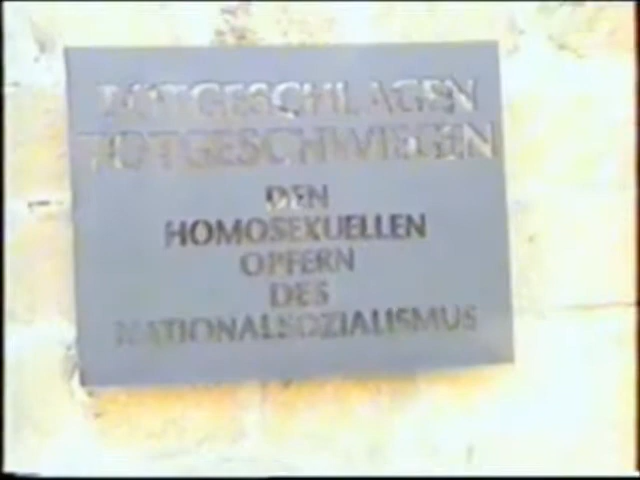 TOTGESCHLAGEN
TOTGESCHWIEGEN
DEN
HOMOSEXUELLEN
OPFERN
DES
NATIONALSOZIALISMUS